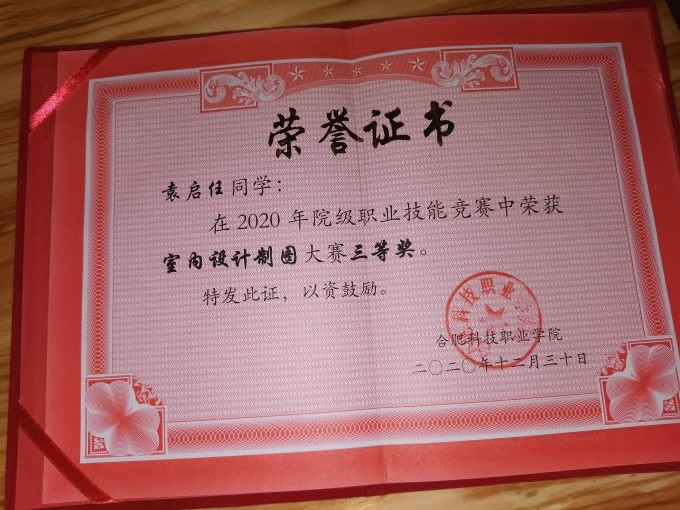 荣誉证书
袁启任同学：
在2020年院级职业技能竞赛中荣获
室内设计制图大赛三等奖。
特发此证，以资鼓励。
合肥科技职业学院
二〇二〇年十二月三十日